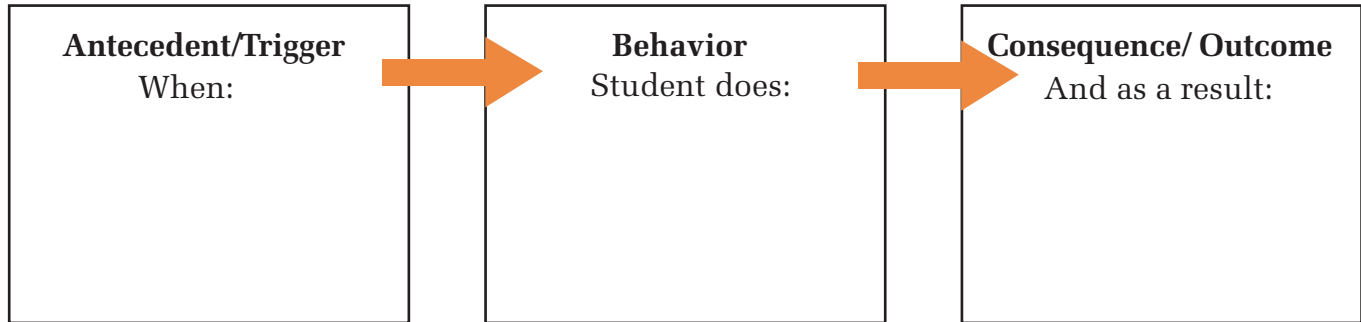 Antecedent/Trigger
When:
Behavior
Student does:
Consequence/ Outcome
And as a result: